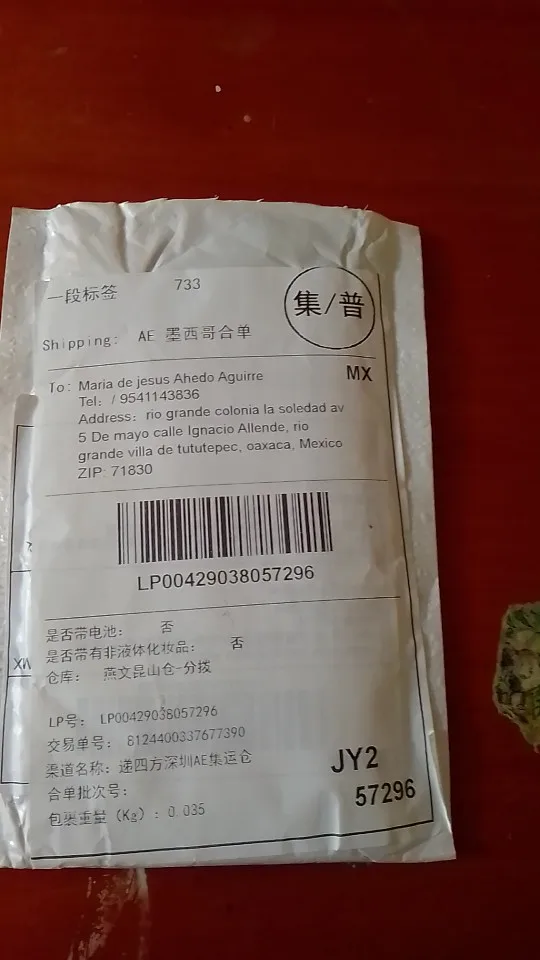 一段标签 733
集/普
Shipping: AE 墨西哥合单
MX
To: Maria de jesus Ahedo Aguirre
Tel: / 9541143836
Address: rio grande colonia la soledad av
5 De mayo calle Ignacio Allende, rio
grande villa de tututepec, oaxaca, Mexico
ZIP: 71830
LP00429038057296
是否带电池: 否
是否带有非液体化妆品: 否
仓库: 燕文昆山仓-分拨
LP号: LP00429038057296
交易单号: 8124400337677390
渠道名称: 递四方深圳AE集运仓
合单批次号:
包裹重量 (Kg) : 0.035
JY2
57296
MX